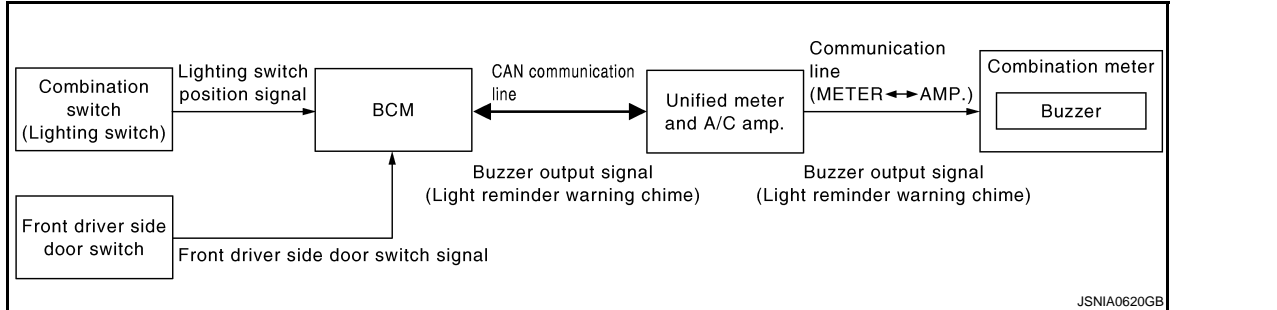 Combination
switch
(Lighting switch)
Lighting switch
position signal
BCM
CAN communication
line
Unified meter
and A/C amp.
Communication
line
(METER↔AMP.)
Combination meter
Buzzer
Buzzer output signal
(Light reminder warning chime)
Buzzer output signal
(Light reminder warning chime)
Front driver side
door switch
Front driver side door switch signal
JSNIA0620GB